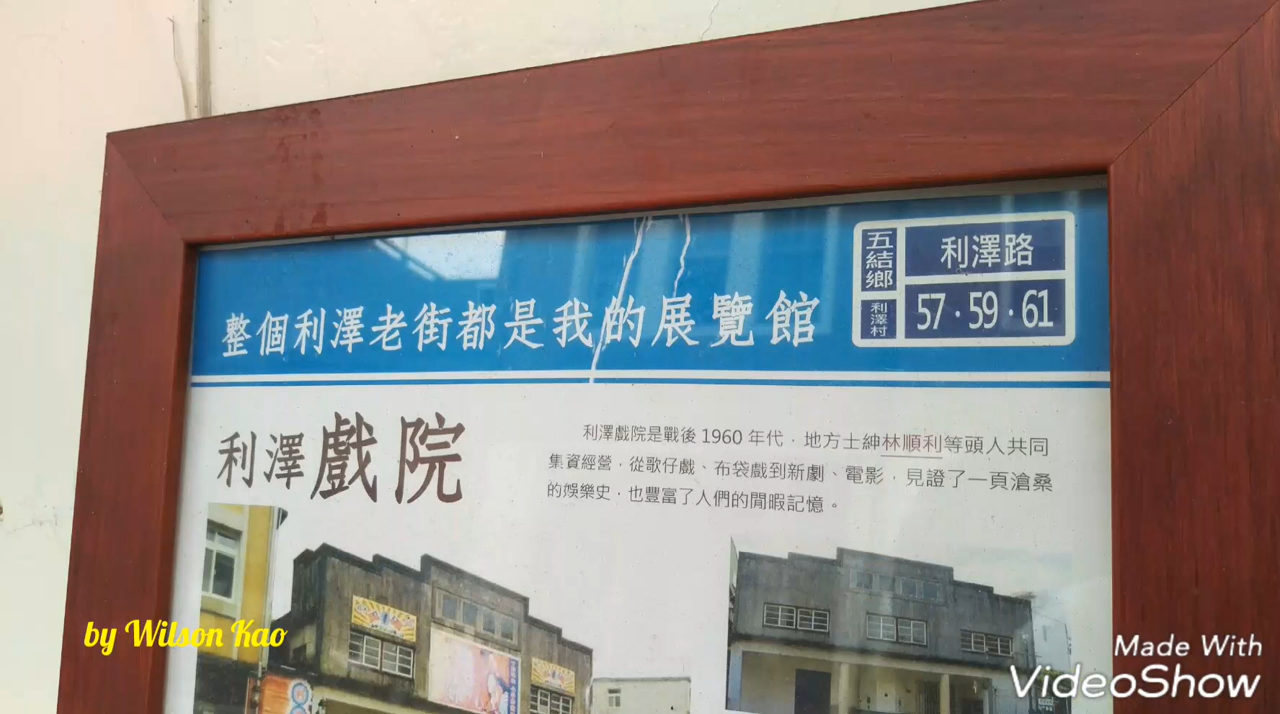 五結鄉
利澤路
利澤村
57·59·61
整個利澤老街都是我的展覽館
利澤戲院
利澤戲院是戰後1960年代，地方士紳林順利等頭人共同
集資經營，從歌仔戲、布袋戲到新劇、電影，見證了一頁滄桑
的娛樂史，也豐富了人們的閒暇記憶。
by Wilson Kao
Made With
VideoShow